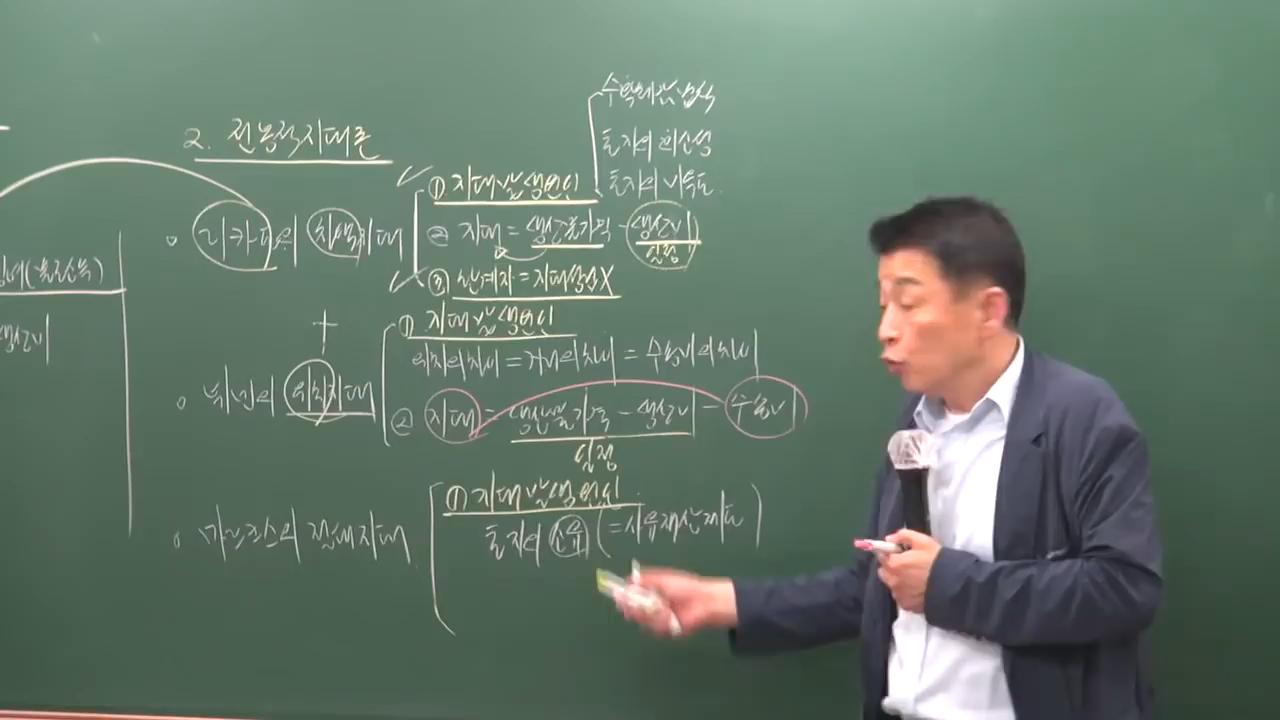 2. 전통적지대론
수확체감법칙
토지의 희소성
토지의 비옥도
리카도의 차액지대
① 지대발생원인
② 지대 = 생산물가격 - 생산비
일정
③ 한계지 = 지대발생X
생산비
+
튀넨의 위치지대
① 지대발생원인
위치의 차이 = 거리의 차이 = 수송비의 차이
② 지대 = 생산물가격 - 생산비 - 수송비
일정
마르크스의 절대지대
① 지대발생원인
토지의 소유 (= 사유재산제도)